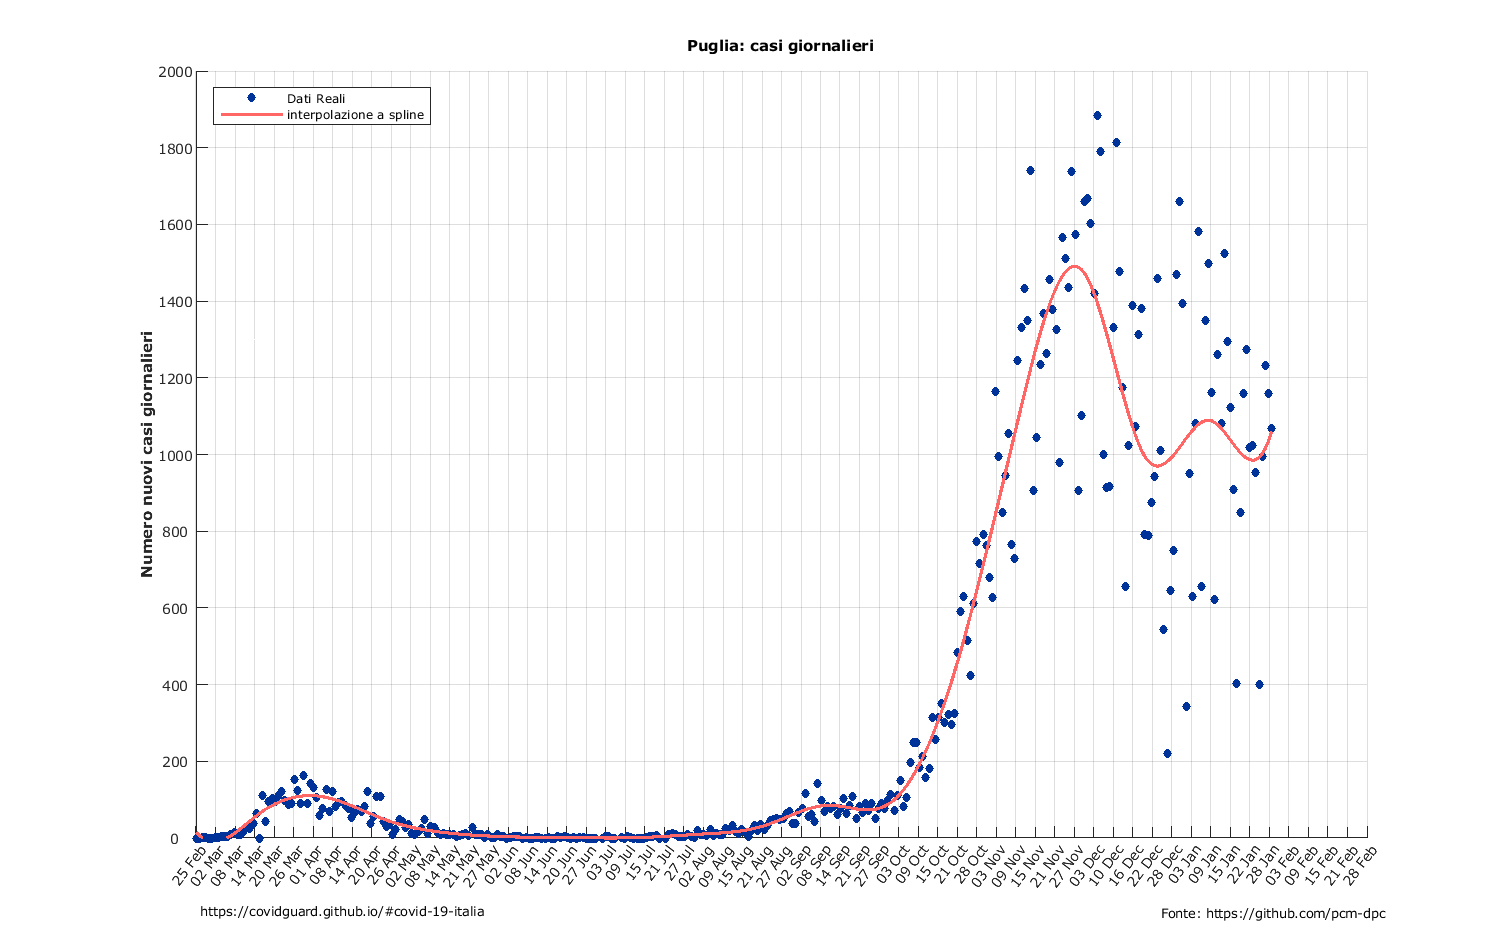 Puglia: casi giornalieri
Dati Reali
interpolazione a spline
Numero nuovi casi giornalieri
2000
1800
1600
1400
1200
1000
800
600
400
200
0
25 Feb
02 Mar
08 Mar
14 Mar
20 Mar
26 Mar
01 Apr
08 Apr
14 Apr
20 Apr
26 Apr
02 May
08 May
14 May
21 May
27 May
02 Jun
08 Jun
14 Jun
20 Jun
27 Jun
03 Jul
09 Jul
15 Jul
21 Jul
27 Jul
02 Aug
09 Aug
15 Aug
21 Aug
27 Aug
02 Sep
08 Sep
14 Sep
21 Sep
27 Sep
03 Oct
09 Oct
15 Oct
21 Oct
28 Oct
03 Nov
09 Nov
15 Nov
21 Nov
27 Nov
03 Dec
10 Dec
16 Dec
22 Dec
28 Dec
03 Jan
09 Jan
15 Jan
22 Jan
28 Jan
03 Feb
09 Feb
15 Feb
21 Feb
28 Feb
https://covidguard.github.io/#covid-19-italia
Fonte: https://github.com/pcm-dpc